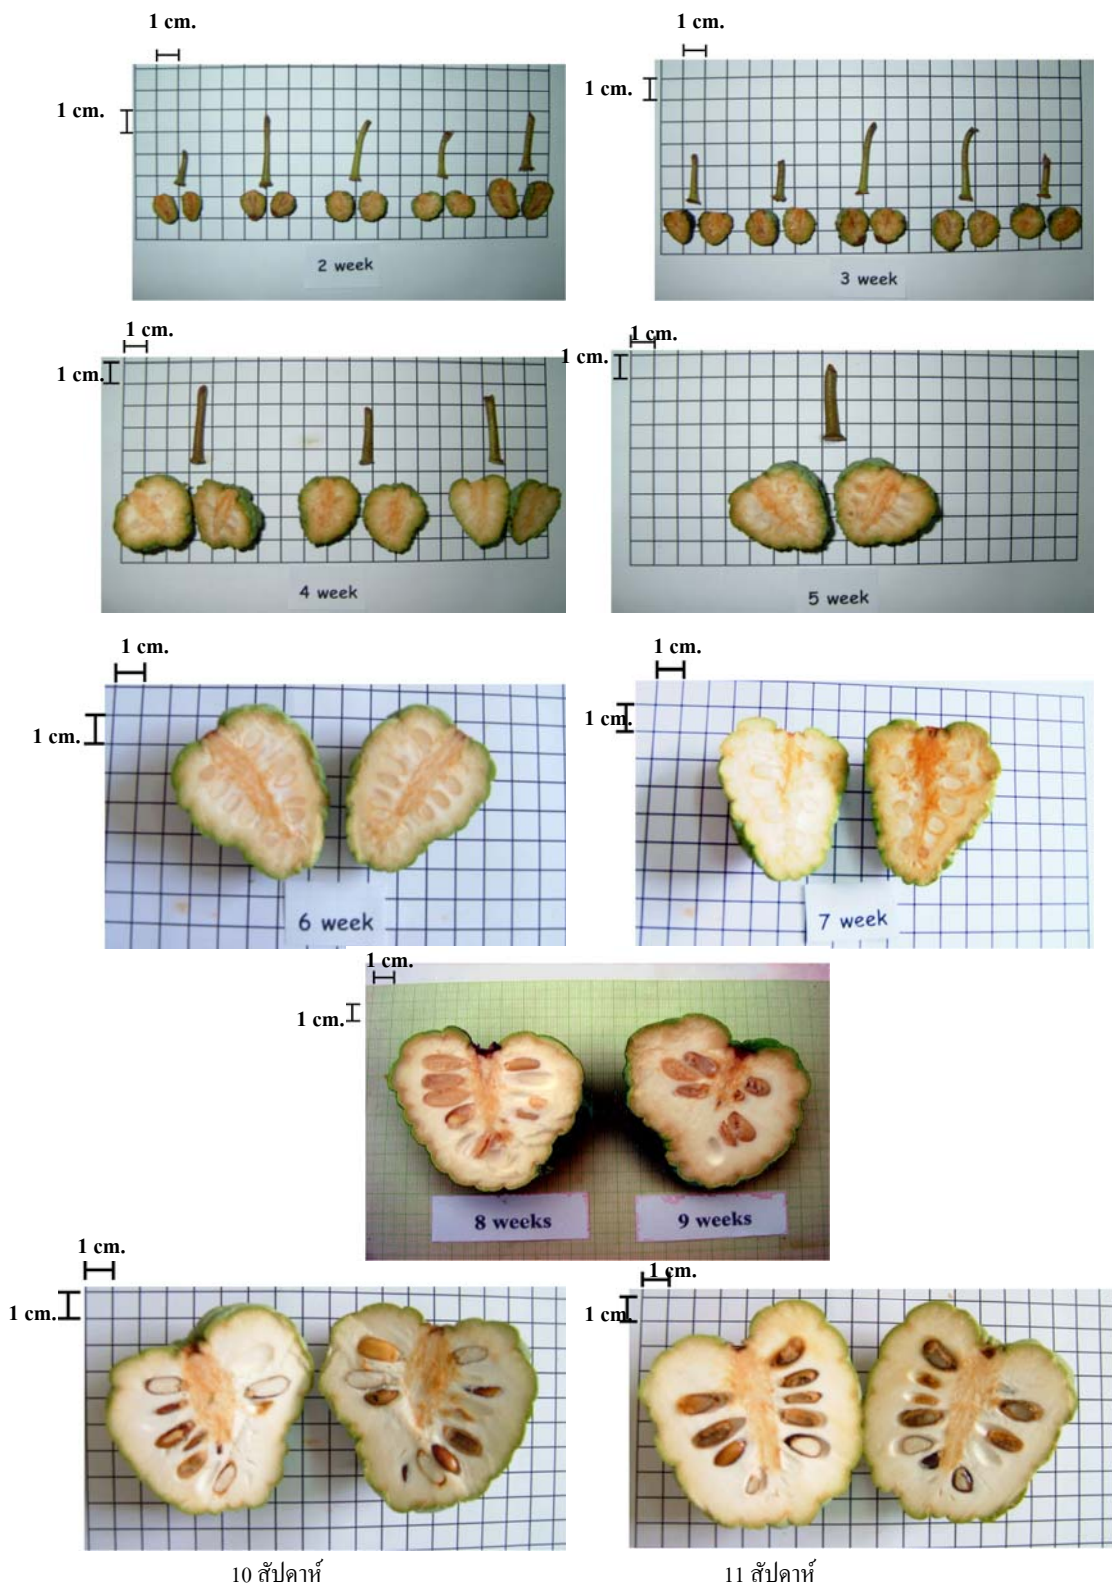 1 cm.
1 cm.
1 cm.
1 cm.
2 week
3 week
1 cm.
1 cm.
1 cm.
1 cm.
4 week
5 week
1 cm.
1 cm.
1 cm.
1 cm.
6 week
7 week
1 cm.
1 cm.
8 weeks
9 weeks
1 cm.
1 cm.
1 cm.
1 cm.
10 สัปดาห์
11 สัปดาห์